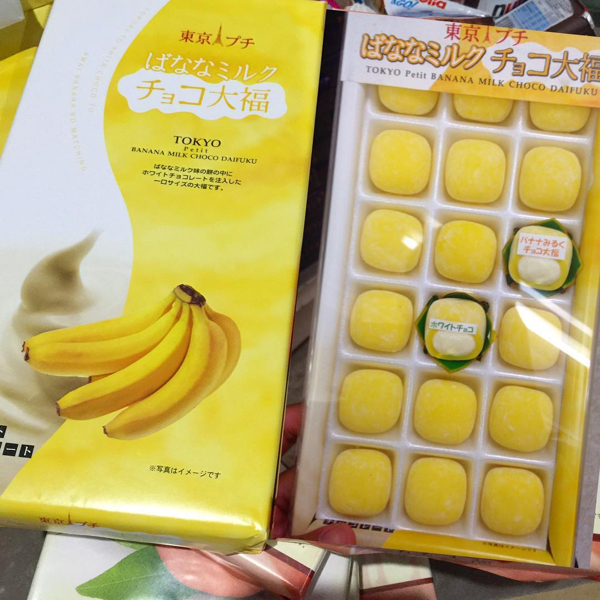 東京プチ
ばななミルク
チョコ大福
TOKYO
Petit
BANANA MILK CHOCO DAIFUKU
ばななミルク味の餅の中に
ホワイトチョコレートを注入した
一口サイズの大福です。
※写真はイメージです
東京プチ
東京プチ
ばななミルク チョコ大福
TOKYO Petit BANANA MILK CHOCO DAIFUKU
バナナみるく
チョコ大福
ホワイトチョコ